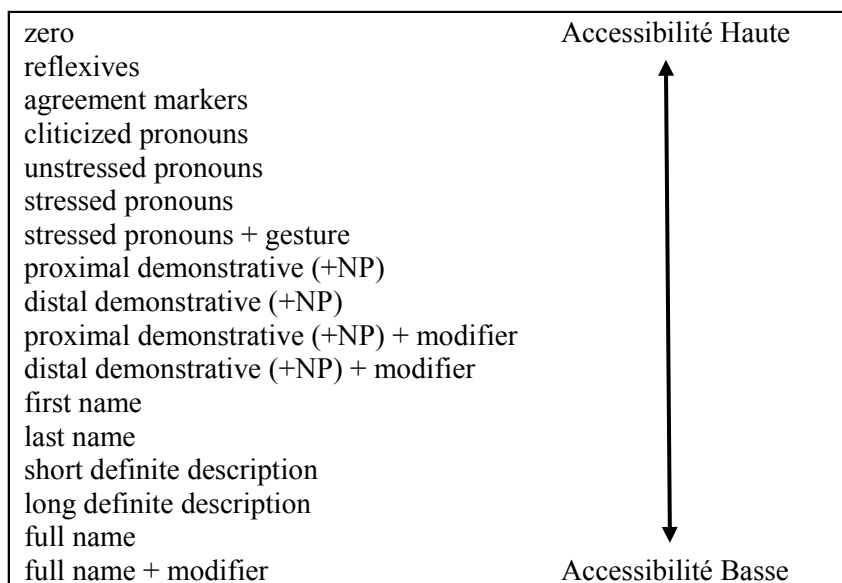 zero Accessibilité Haute
reflexives
agreement markers
cliticized pronouns
unstressed pronouns
stressed pronouns
stressed pronouns + gesture
proximal demonstrative (+NP)
distal demonstrative (+NP)
proximal demonstrative (+NP) + modifier
distal demonstrative (+NP) + modifier
first name
last name
short definite description
long definite description
full name
full name + modifier Accessibilité Basse